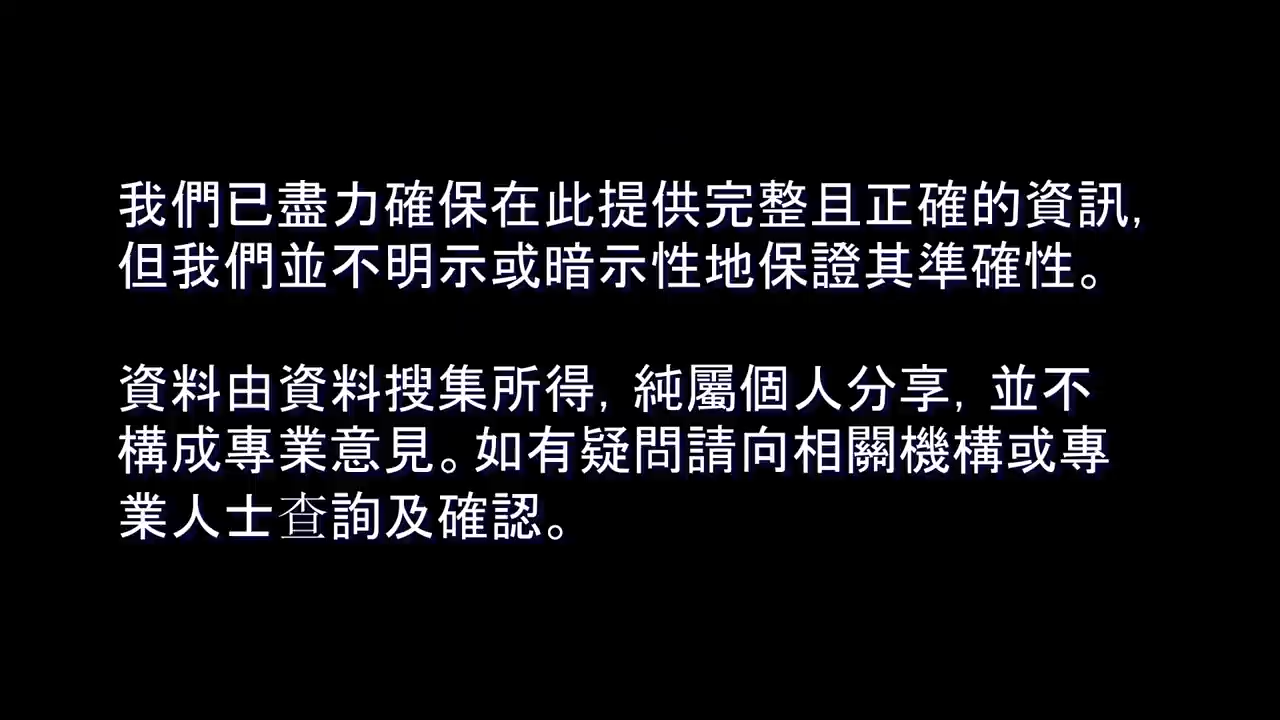 我們已盡力確保在此提供完整且正確的資訊,
但我們並不明示或暗示性地保證其準確性。
資料由資料搜集所得, 純屬個人分享, 並不
構成專業意見。如有疑問請向相關機構或專
業人士查詢及確認。